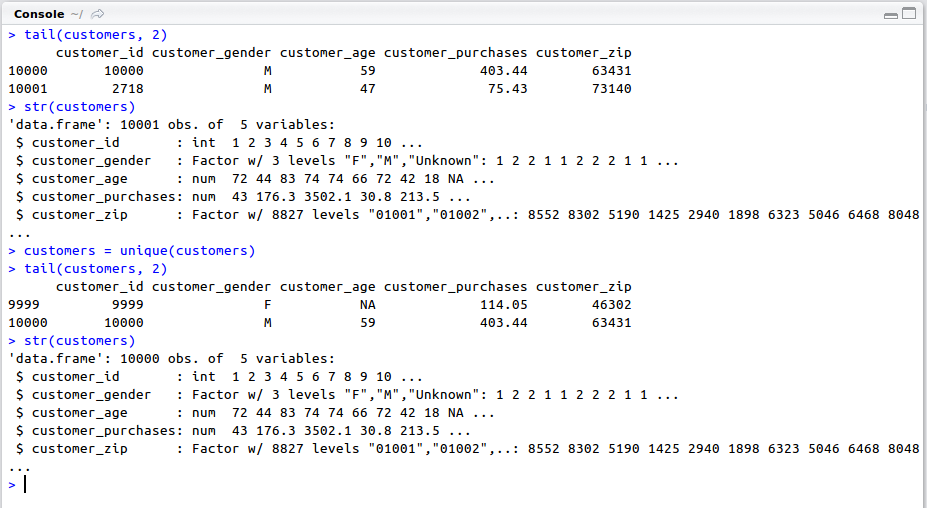 Console ~/
> tail(customers, 2)
      customer_id customer_gender customer_age customer_purchases customer_zip
10000       10000               M           59             403.44        63431
10001        2718               M           47              75.43        73140
> str(customers)
'data.frame': 10001 obs. of  5 variables:
 $ customer_id       : int  1 2 3 4 5 6 7 8 9 10 ...
 $ customer_gender   : Factor w/ 3 levels "F","M","Unknown": 1 2 2 1 1 2 2 2 1 1 ...
 $ customer_age      : num  72 44 83 74 74 66 72 42 18 NA ...
 $ customer_purchases: num  43 176.3 3502.1 30.8 213.5 ...
 $ customer_zip      : Factor w/ 8827 levels "01001","01002",..: 8552 8302 5190 1425 2940 1898 6323 5046 6468 8048
...
> customers = unique(customers)
> tail(customers, 2)
      customer_id customer_gender customer_age customer_purchases customer_zip
9999         9999               F           NA             114.05        46302
10000       10000               M           59             403.44        63431
> str(customers)
'data.frame': 10000 obs. of  5 variables:
 $ customer_id       : int  1 2 3 4 5 6 7 8 9 10 ...
 $ customer_gender   : Factor w/ 3 levels "F","M","Unknown": 1 2 2 1 1 2 2 2 1 1 ...
 $ customer_age      : num  72 44 83 74 74 66 72 42 18 NA ...
 $ customer_purchases: num  43 176.3 3502.1 30.8 213.5 ...
 $ customer_zip      : Factor w/ 8827 levels "01001","01002",..: 8552 8302 5190 1425 2940 1898 6323 5046 6468 8048
...
>